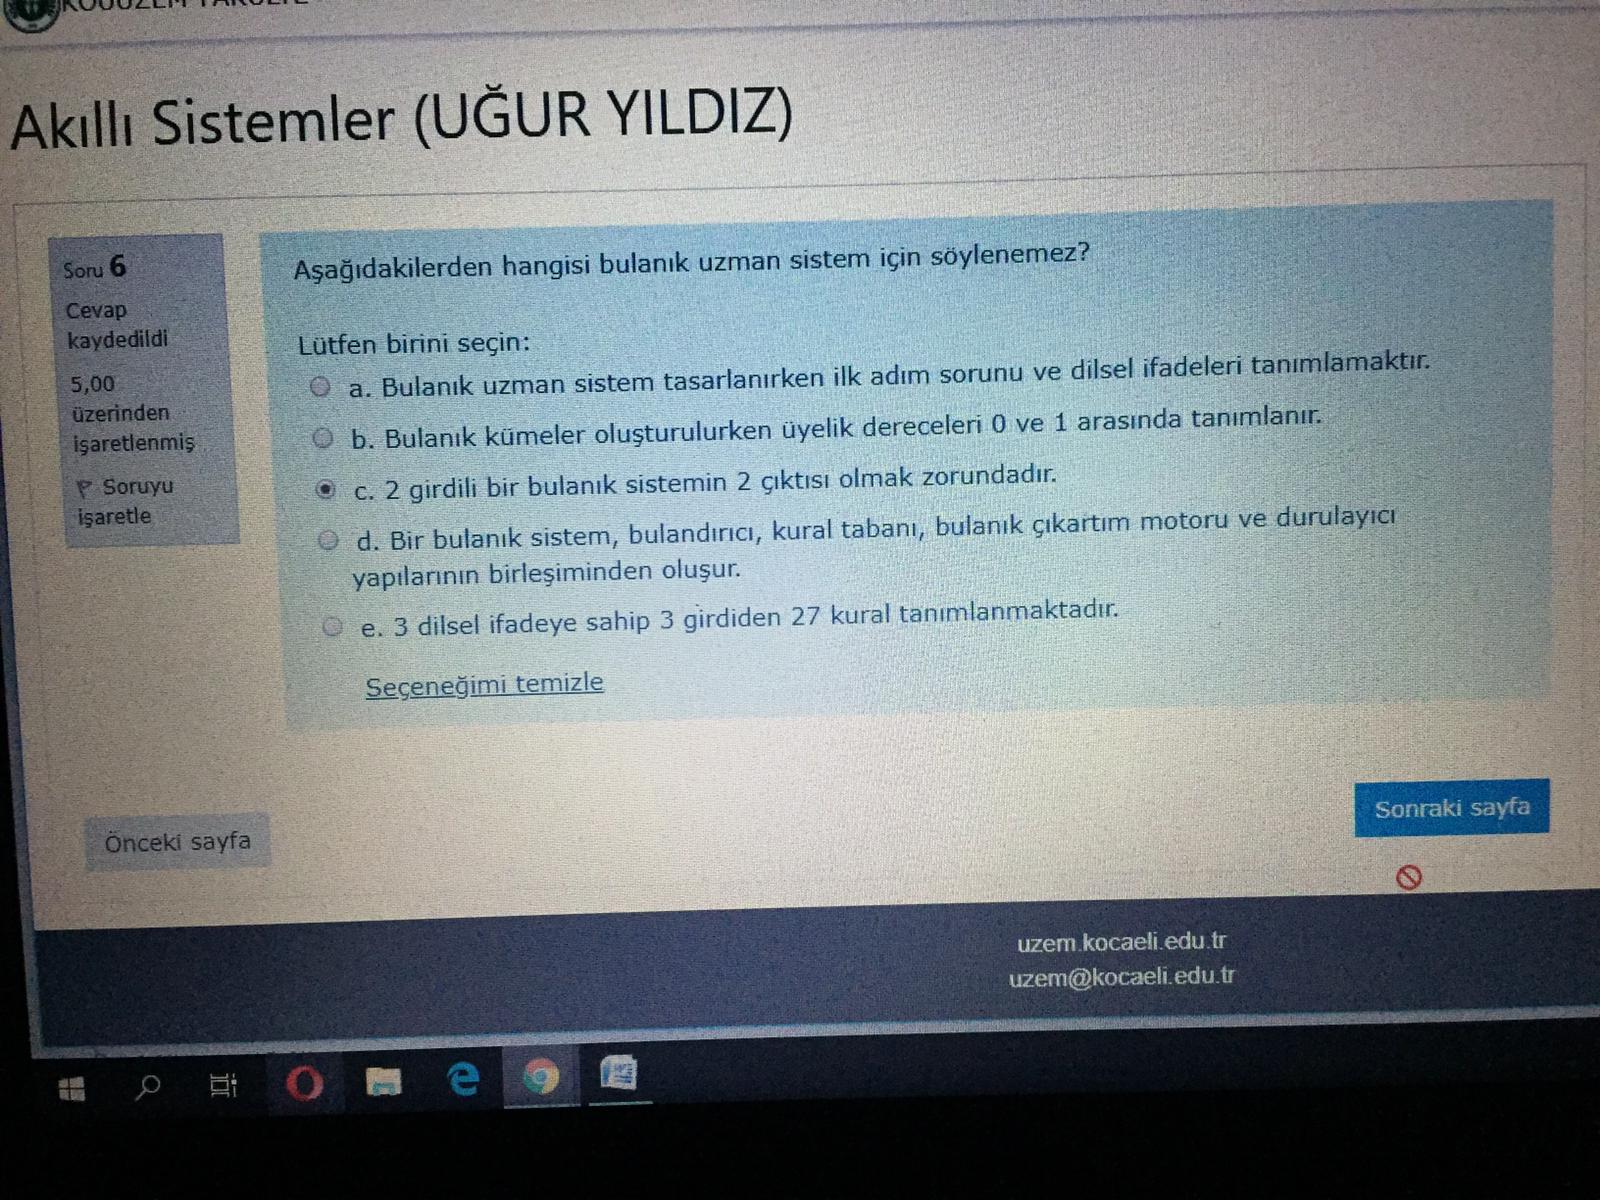 Akıllı Sistemler (UĞUR YILDIZ)
Soru 6
Cevap
kaydedildi
5,00
üzerinden
işaretlenmiş
Soruyu
işaretle
Aşağıdakilerden hangisi bulanık uzman sistem için söylenemez?
Lütfen birini seçin:
a. Bulanık uzman sistem tasarlanırken ilk adım sorunu ve dilsel ifadeleri tanımlamaktır.
b. Bulanık kümeler oluşturulurken üyelik dereceleri 0 ve 1 arasında tanımlanır.
c. 2 girdili bir bulanık sistemin 2 çıktısı olmak zorundadır.
d. Bir bulanık sistem, bulandırıcı, kural tabanı, bulanık çıkartım motoru ve durulayıcı
yapılarının birleşiminden oluşur.
e. 3 dilsel ifadeye sahip 3 girdiden 27 kural tanımlanmaktadır.
Seçeneğimi temizle
Önceki sayfa
Sonraki sayfa
uzem.kocaeli.edu.tr
uzem@kocaeli.edu.tr